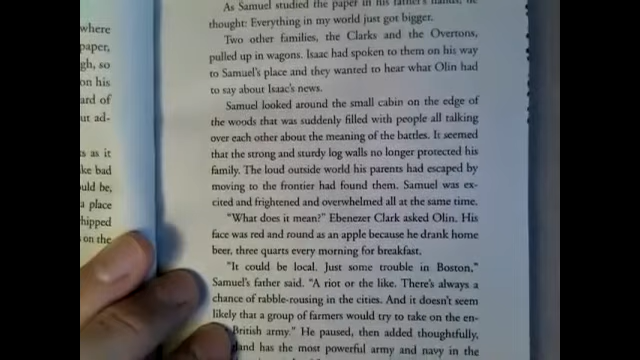 where
paper,
gh, so
on his
ard of
ut ad-
s as it
ke bad
uld be,
a place
hipped
s on the
As Samuel studied the paper in his father's hands, he
thought: Everything in my world just got bigger.
Two other families, the Clarks and the Overtons,
pulled up in wagons. Isaac had spoken to them on his way
to Samuel's place and they wanted to hear what Olin had
to say about Isaac's news.
Samuel looked around the small cabin on the edge of
the woods that was suddenly filled with people all talking
over each other about the meaning of the battles. It seemed
that the strong and sturdy log walls no longer protected his
family. The loud outside world his parents had escaped by
moving to the frontier had found them. Samuel was ex-
cited and frightened and overwhelmed all at the same time.
"What does it mean?" Ebenezer Clark asked Olin. His
face was red and round as an apple because he drank home
beer, three quarts every morning for breakfast.
"It could be local. Just some trouble in Boston,"
Samuel's father said. "A riot or the like. There's always a
chance of rabble-rousing in the cities. And it doesn't seem
likely that a group of farmers would try to take on the en-
British army." He paused, then added thoughtfully,
land has the most powerful army and navy in the